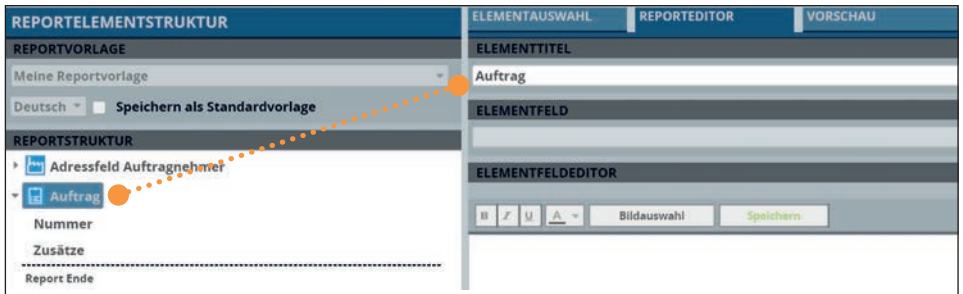 REPORTELEMENTSTRUKTUR
REPORTVORLAGE
Meine Reportvorlage
Deutsch
Speichern als Standardvorlage
REPORTSTRUKTUR
Adressfeld Auftragnehmer
Auftrag
Nummer
Zusätze
Report Ende
ELEMENTAUSWAHL
REPORTEDITOR
VORSCHAU
ELEMENTTITEL
Auftrag
ELEMENTFELD
ELEMENTFELDEDITOR
B I U A Bildauswahl Speichern